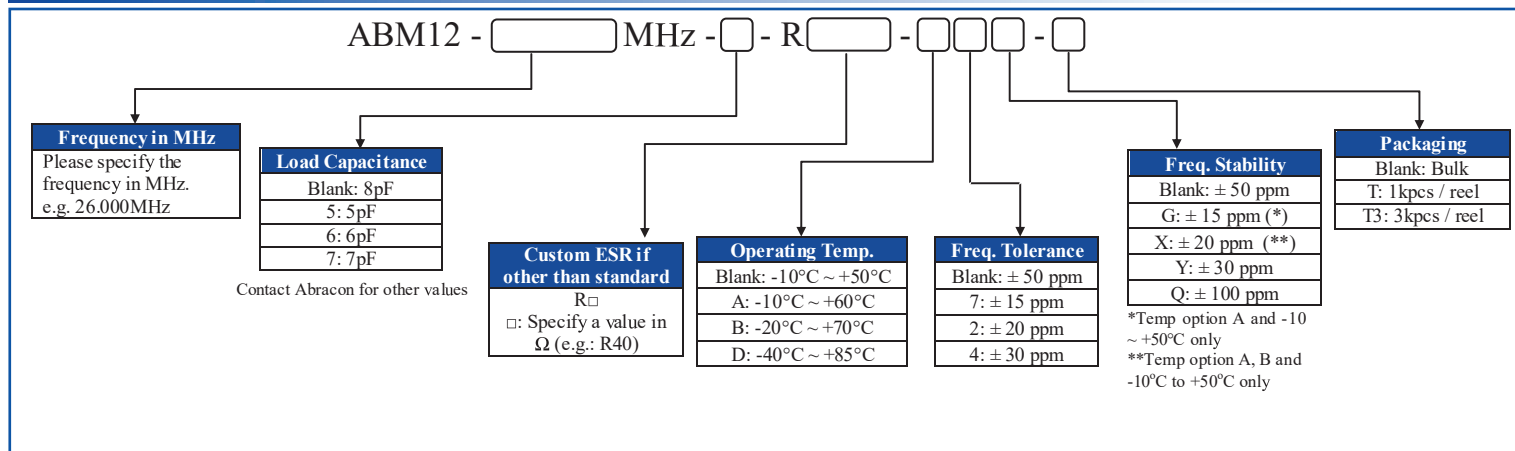 ABM12 - MHz - - R - -
Frequency in MHz
Please specify the
frequency in MHz.
e.g. 26.000MHz
Load Capacitance
Blank: 8pF
5: 5pF
6: 6pF
7: 7pF
Contact Abracon for other values
Custom ESR if
other than standard
R□
□: Specify a value in
Ω (e.g.: R40)
Operating Temp.
Blank: -10°C ~ +50°C
A: -10°C ~ +60°C
B: -20°C ~ +70°C
D: -40°C ~ +85°C
Freq. Tolerance
Blank: ± 50 ppm
7: ± 15 ppm
2: ± 20 ppm
4: ± 30 ppm
Freq. Stability
Blank: ± 50 ppm
G: ± 15 ppm (*)
X: ± 20 ppm (**)
Y: ± 30 ppm
Q: ± 100 ppm
*Temp option A and -10
~ +50°C only
**Temp option A, B and
-10°C to +50°C only
Packaging
Blank: Bulk
T: 1kpcs / reel
T3: 3kpcs / reel